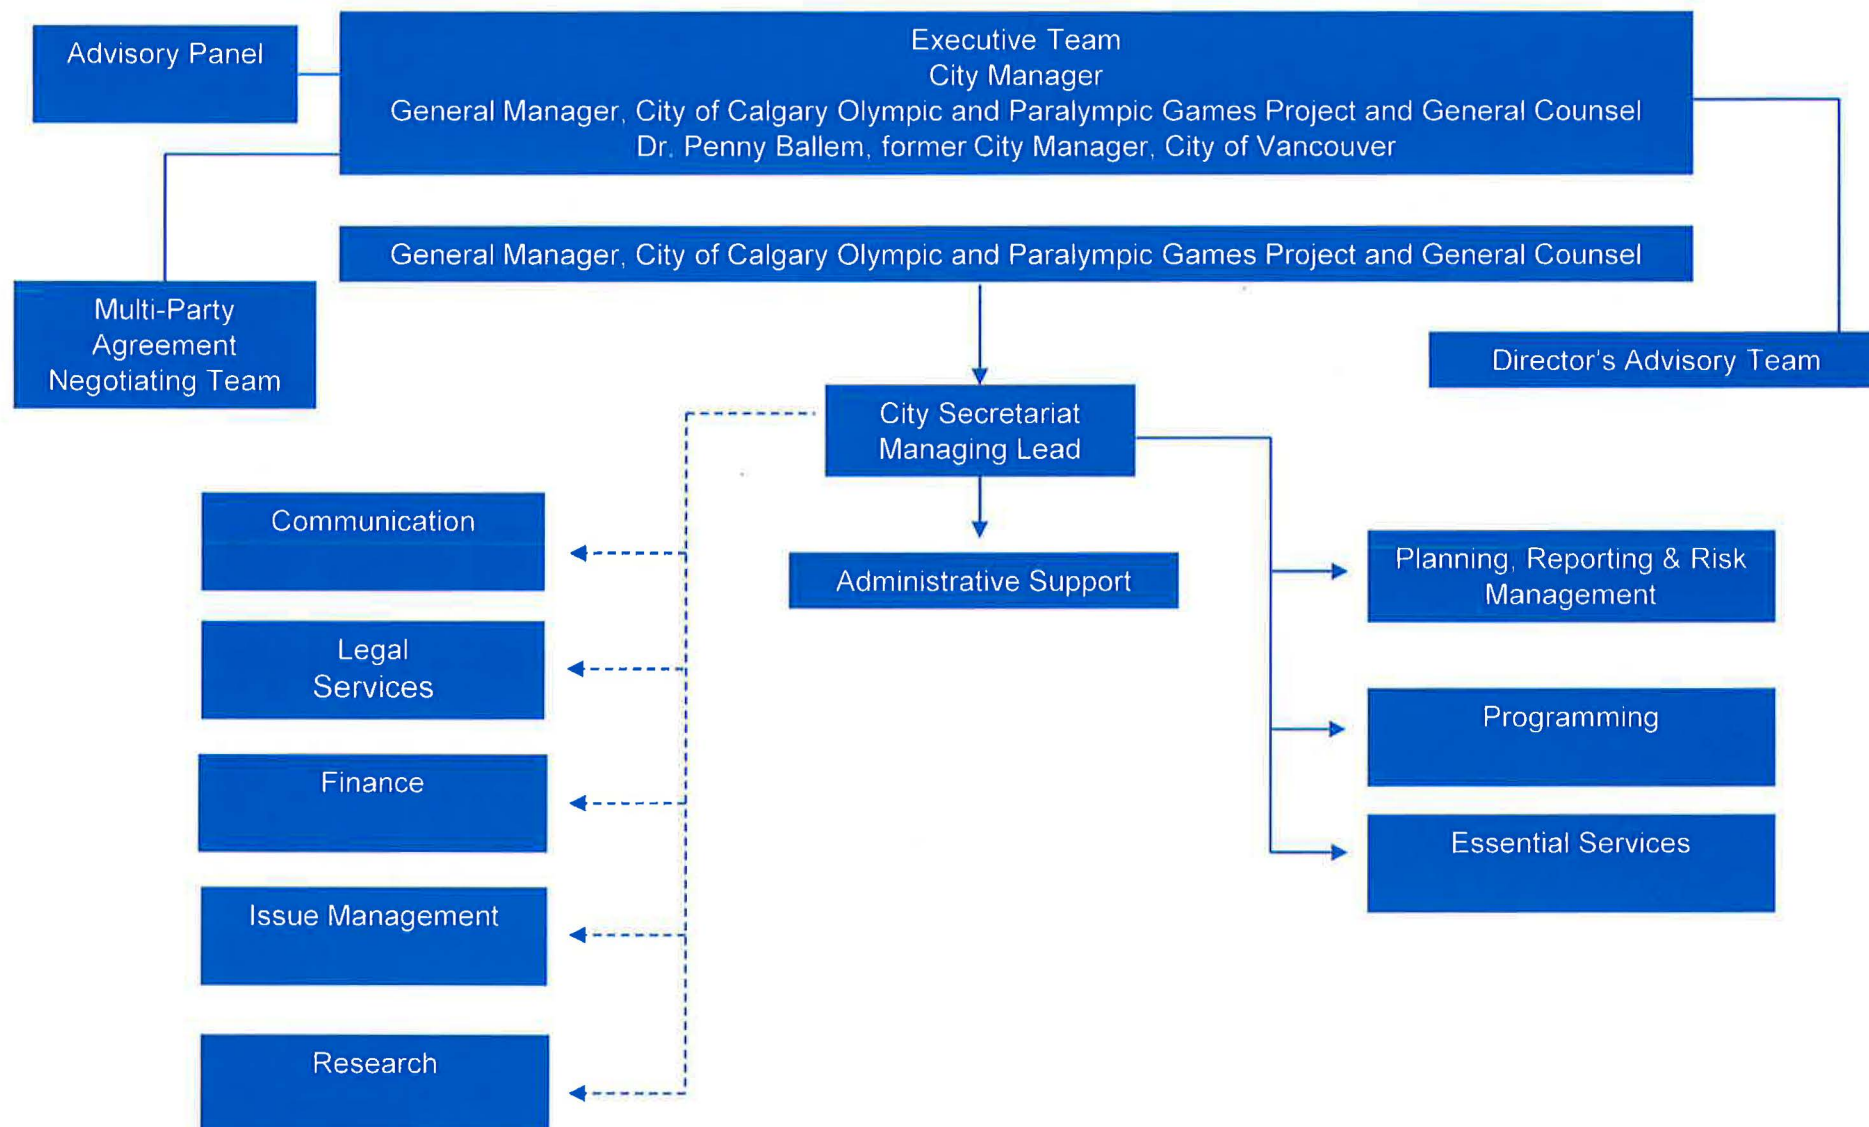 Advisory Panel
Executive Team
City Manager
General Manager, City of Calgary Olympic and Paralympic Games Project and General Counsel
Dr. Penny Ballem, former City Manager, City of Vancouver
General Manager, City of Calgary Olympic and Paralympic Games Project and General Counsel
Multi-Party
Agreement
Negotiating Team
Director's Advisory Team
City Secretariat
Managing Lead
Communication
Administrative Support
Planning, Reporting & Risk
Management
Legal
Services
Programming
Finance
Essential Services
Issue Management
Research